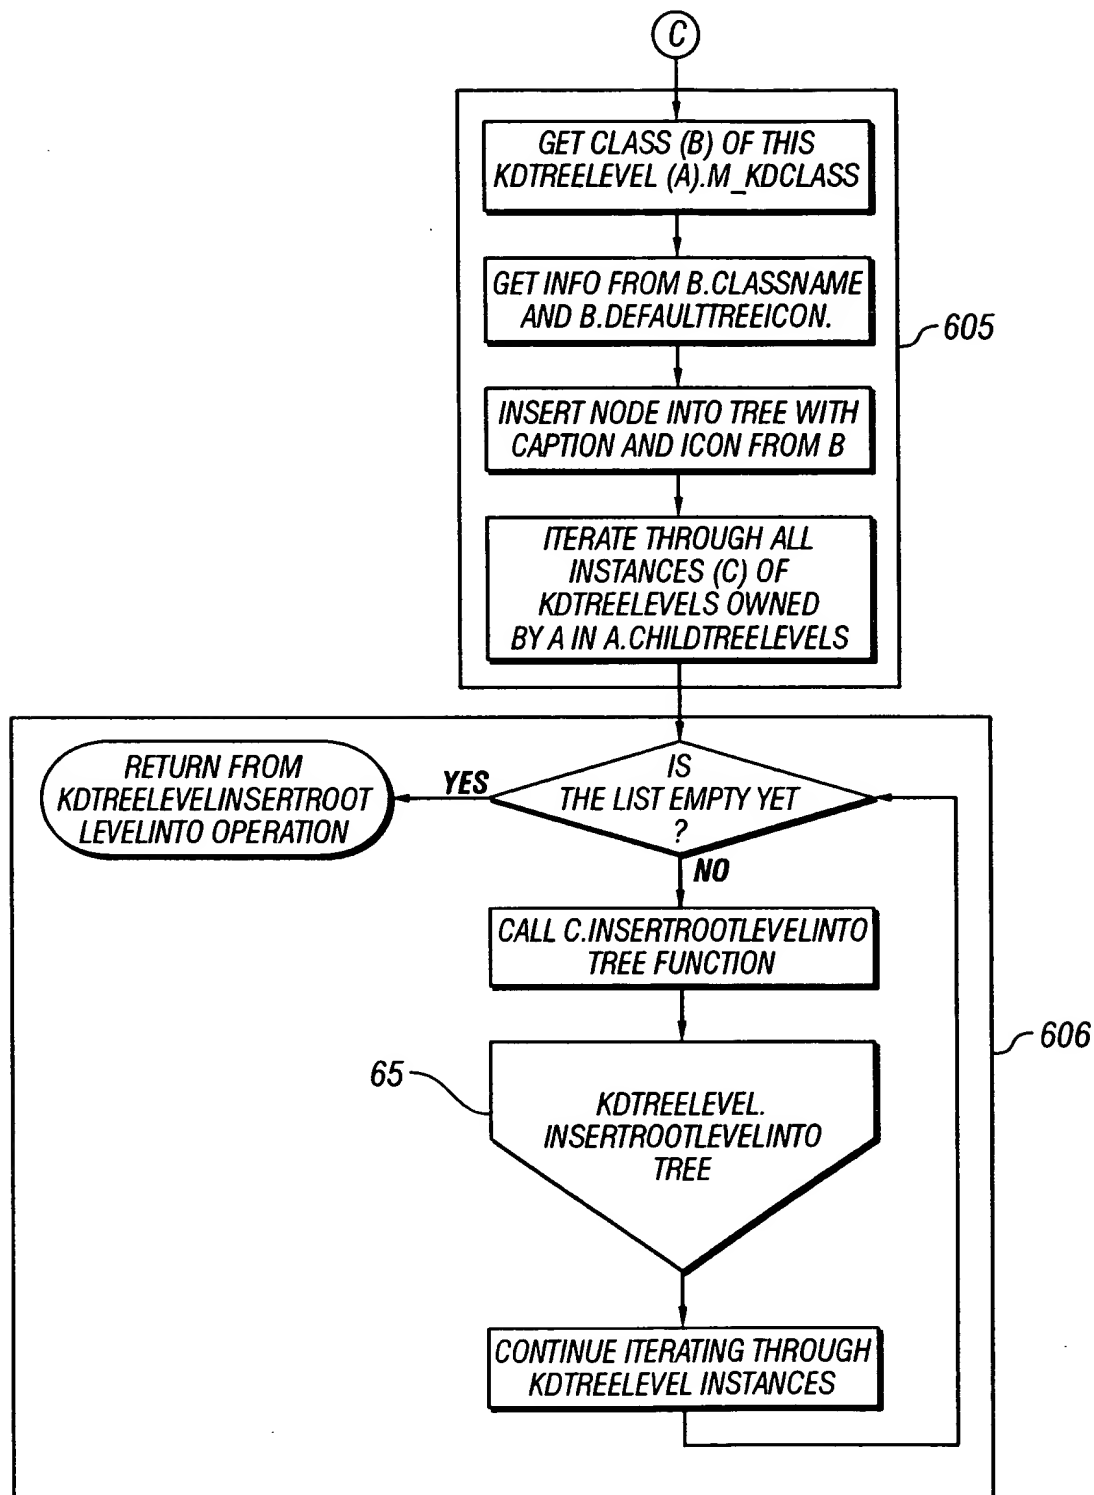 C
GET CLASS (B) OF THIS
KDTREELEVEL (A).M_KDCLASS
GET INFO FROM B.CLASSNAME
AND B.DEFAULTTREEICON.
605
INSERT NODE INTO TREE WITH
CAPTION AND ICON FROM B
ITERATE THROUGH ALL
INSTANCES (C) OF
KDTREELEVELS OWNED
BY A IN A.CHILDTREELEVELS
RETURN FROM
KDTREELEVELINSERTROOT
LEVELINTO OPERATION
YES
IS
THE LIST EMPTY YET
?
NO
CALL C.INSERTROOTLEVELINTO
TREE FUNCTION
606
65
KDTREELEVEL.
INSERTROOTLEVELINTO
TREE
CONTINUE ITERATING THROUGH
KDTREELEVEL INSTANCES